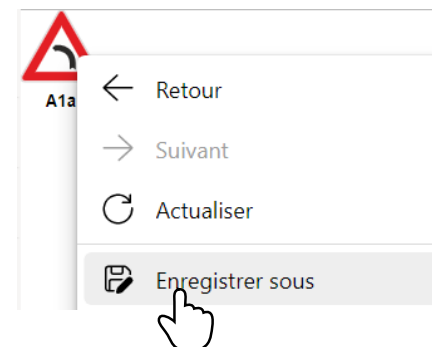 A1a
Retour
Suivant
Actualiser
Enregistrer sous